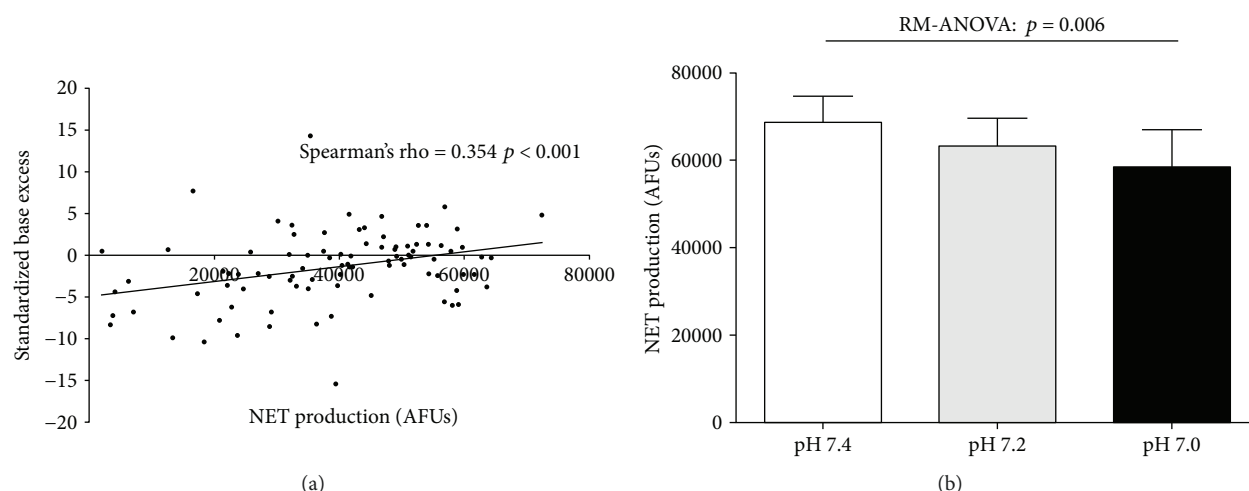 20
15
10
5
0
−5
−10
−15
−20
Standardized base excess
Spearman's rho = 0.354 p < 0.001
20000 40000 60000 80000
NET production (AFUs)
(a)
RM-ANOVA: p = 0.006
80000
60000
40000
20000
0
NET production (AFUs)
pH 7.4 pH 7.2 pH 7.0
(b)